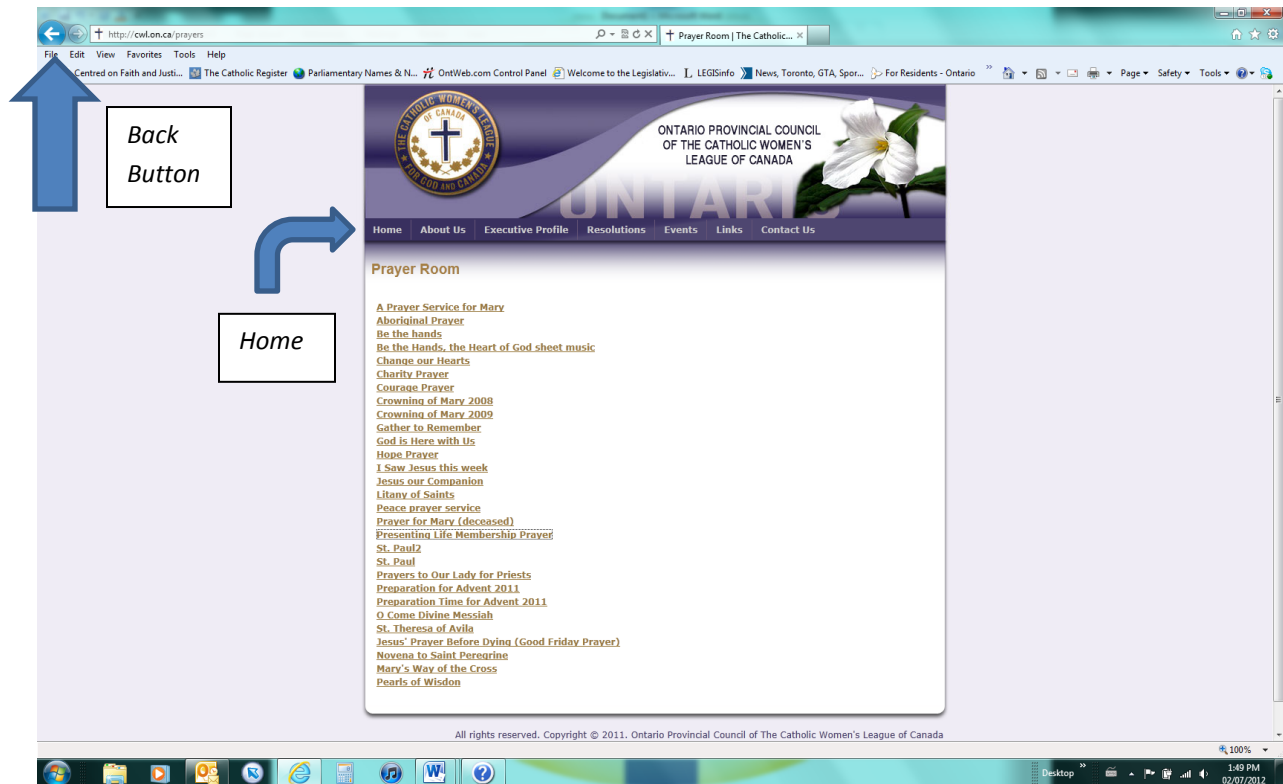 Document1 - Microsoft Word
http://cwl.on.ca/prayers
Prayer Room | The Catholic...
File Edit View Favorites Tools Help
Centred on Faith and Justi... The Catholic Register Parliamentary Names & N... OntWeb.com Control Panel Welcome to the Legislativ... LEGISinfo News, Toronto, GTA, Spor... For Residents - Ontario Page Safety Tools
Back
Button
THE CATHOLIC WOMEN'S LEAGUE OF CANADA
FOR GOD AND CANADA
ONTARIO PROVINCIAL COUNCIL
OF THE CATHOLIC WOMEN'S
LEAGUE OF CANADA
ONTARIO
Home About Us Executive Profile Resolutions Events Links Contact Us
Home
Prayer Room
A Prayer Service for Mary
Aboriginal Prayer
Be the hands
Be the Hands, the Heart of God sheet music
Change our Hearts
Charity Prayer
Courage Prayer
Crowning of Mary 2008
Crowning of Mary 2009
Gather to Remember
God is Here with Us
Hope Prayer
I Saw Jesus this week
Jesus our Companion
Litany of Saints
Peace prayer service
Prayer for Mary (deceased)
Presenting Life Membership Prayer
St. Paul2
St. Paul
Prayers to Our Lady for Priests
Preparation for Advent 2011
Preparation Time for Advent 2011
O Come Divine Messiah
St. Theresa of Avila
Jesus' Prayer Before Dying (Good Friday Prayer)
Novena to Saint Peregrine
Mary's Way of the Cross
Pearls of Wisdon
All rights reserved. Copyright © 2011. Ontario Provincial Council of The Catholic Women's League of Canada
100%
Desktop
1:49 PM
02/07/2012